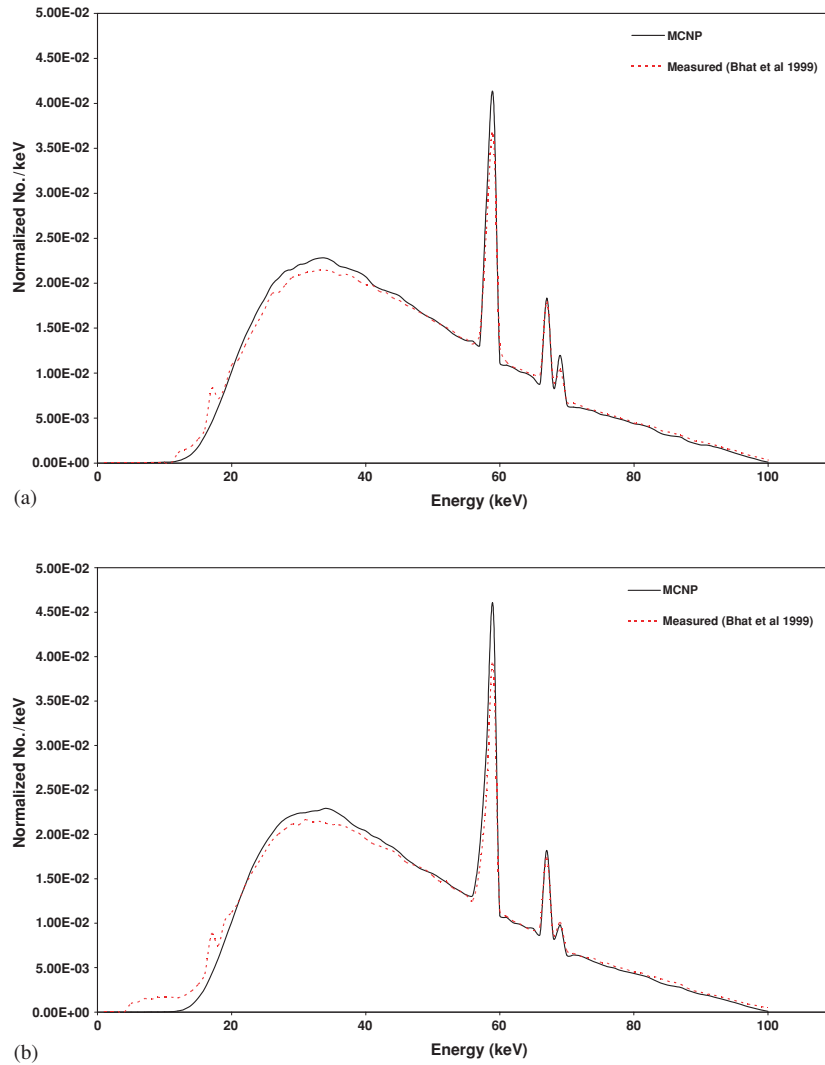 5.00E-02
4.50E-02
4.00E-02
3.50E-02
3.00E-02
2.50E-02
2.00E-02
1.50E-02
1.00E-02
5.00E-03
0.00E+00
Normalized No./keV
MCNP
Measured (Bhat et al 1999)
0
20
40
60
80
100
Energy (keV)
(a)
5.00E-02
4.50E-02
4.00E-02
3.50E-02
3.00E-02
2.50E-02
2.00E-02
1.50E-02
1.00E-02
5.00E-03
0.00E+00
Normalized No./keV
MCNP
Measured (Bhat et al 1999)
0
20
40
60
80
100
Energy (keV)
(b)